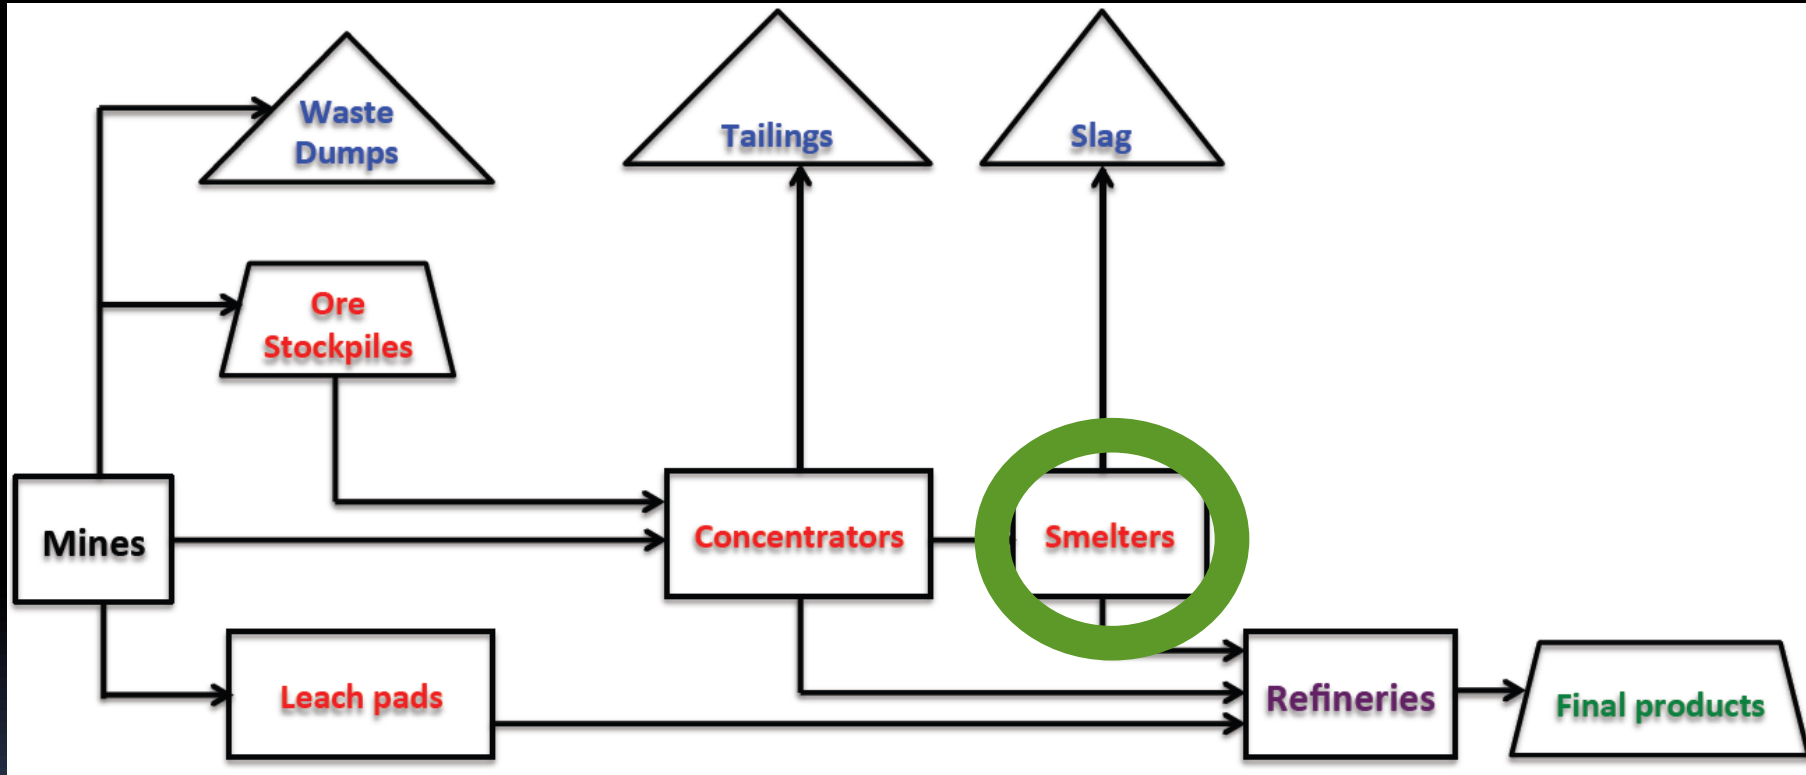 Waste
Dumps
Tailings
Slag
Ore
Stockpiles
Mines
Concentrators
Smelters
Leach pads
Refineries
Final products